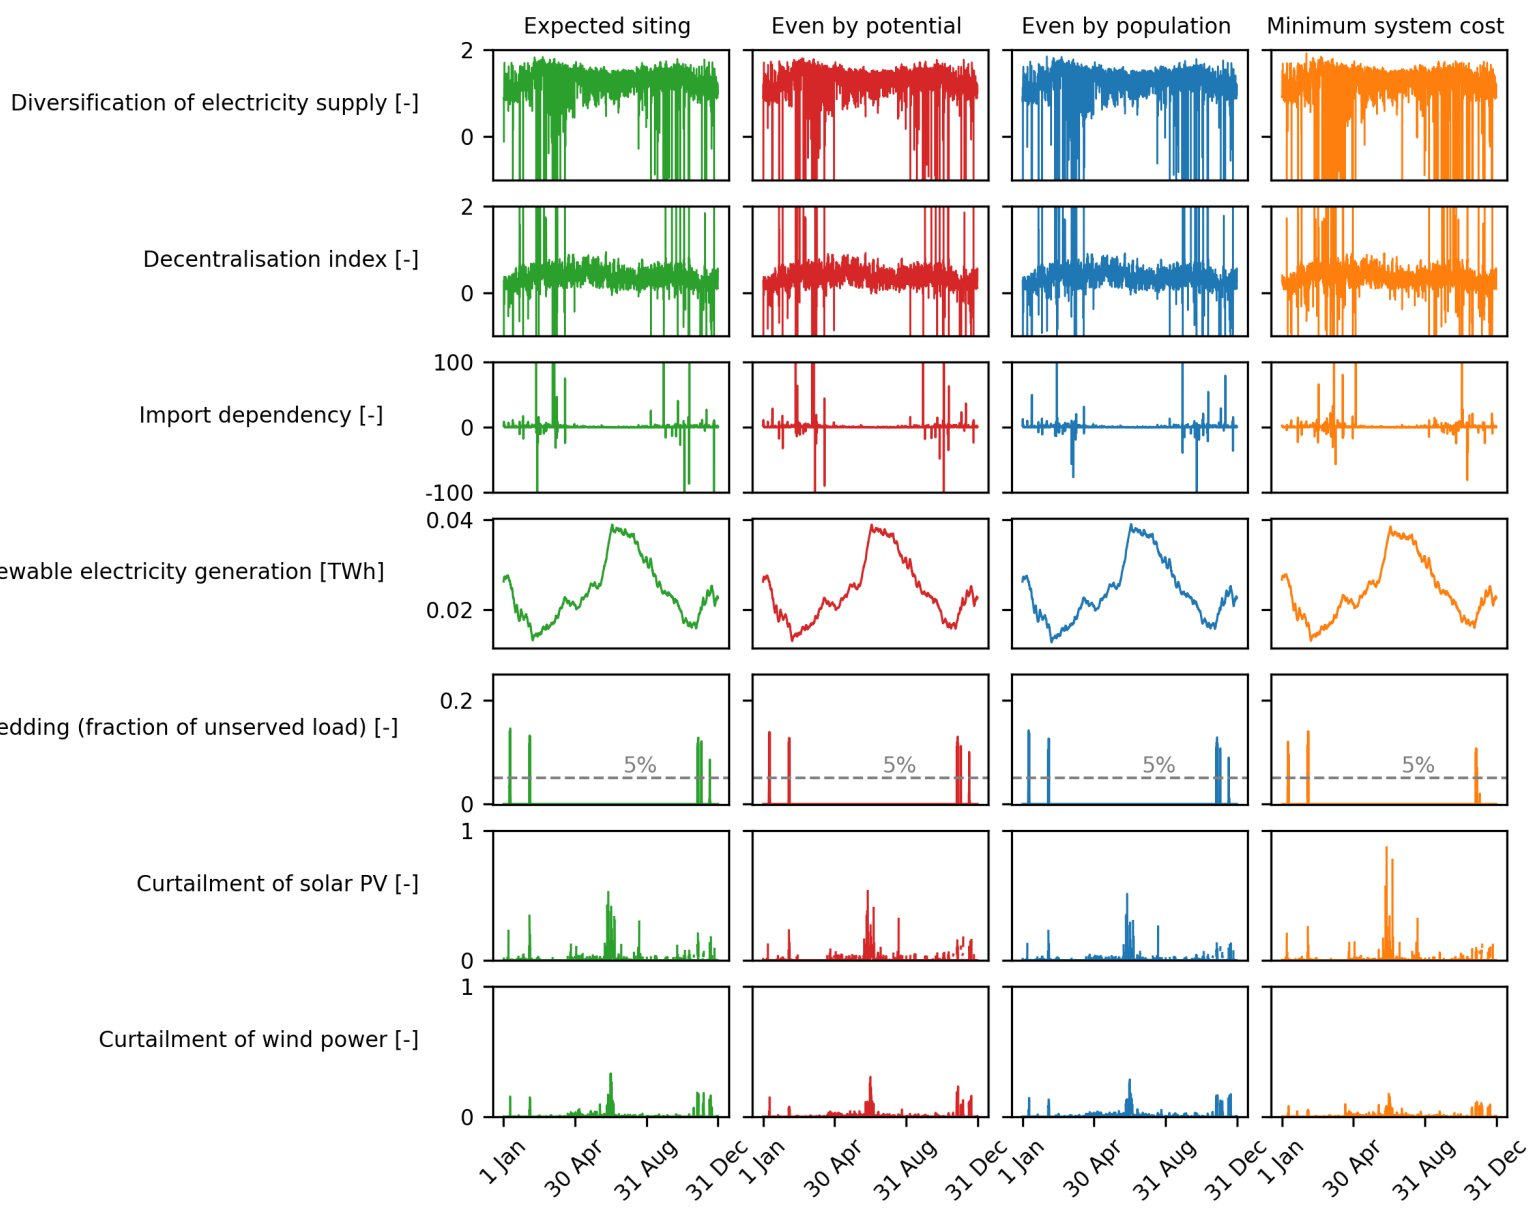 Expected siting Even by potential Even by population Minimum system cost
Diversification of electricity supply [-]
2
0
Decentralisation index [-]
2
0
Import dependency [-]
100
0
-100
electricity generation [TWh]
0.04
0.02
(fraction of unserved load) [-]
0.2
0
5% 5% 5% 5%
Curtailment of solar PV [-]
1
0
Curtailment of wind power [-]
1
0
1 Jan 30 Apr 31 Aug 31 Dec 1 Jan 30 Apr 31 Aug 31 Dec 1 Jan 30 Apr 31 Aug 31 Dec 1 Jan 30 Apr 31 Aug 31 Dec